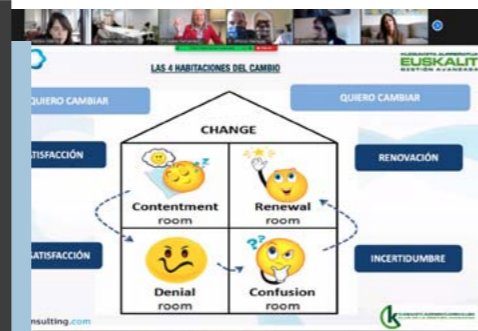 LAS 4 HABITACIONES DEL CAMBIO
EUSKALIT
GESTIÓN AVANZADA
QUIERO CAMBIAR
QUIERO CAMBIAR
CHANGE
ATISFACCIÓN
RENOVACIÓN
Contentment
room
Renewal
room
ATISFACCIÓN
INCERTIDUMBRE
Denial
room
Confusion
room
nsulting.com